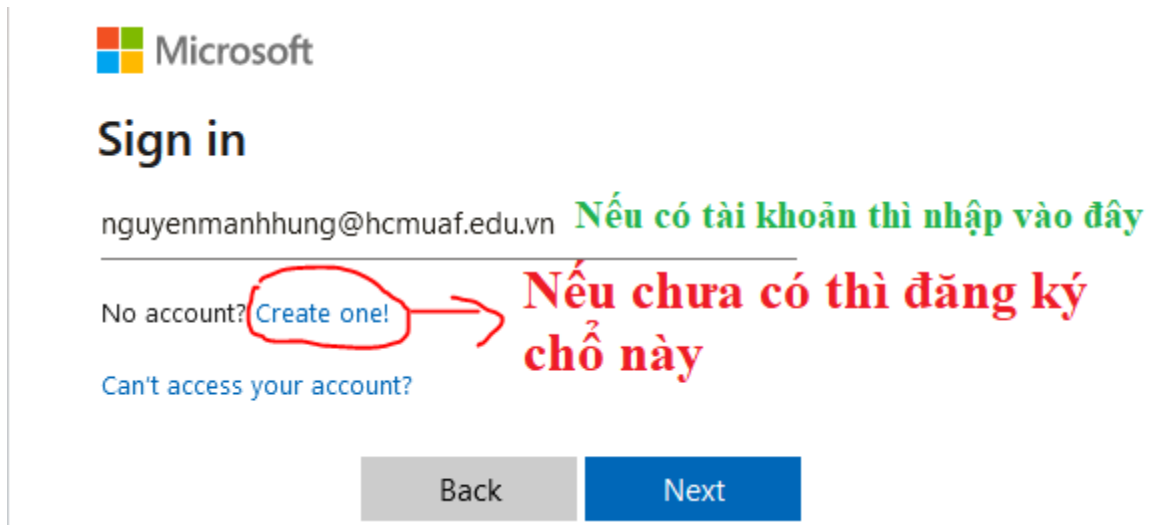 Microsoft
Sign in
nguyenmanhhung@hcmuaf.edu.vn Nếu có tài khoản thì nhập vào đây
No account? Create one! Nếu chưa có thì đăng ký
chổ này
Can't access your account?
Back Next